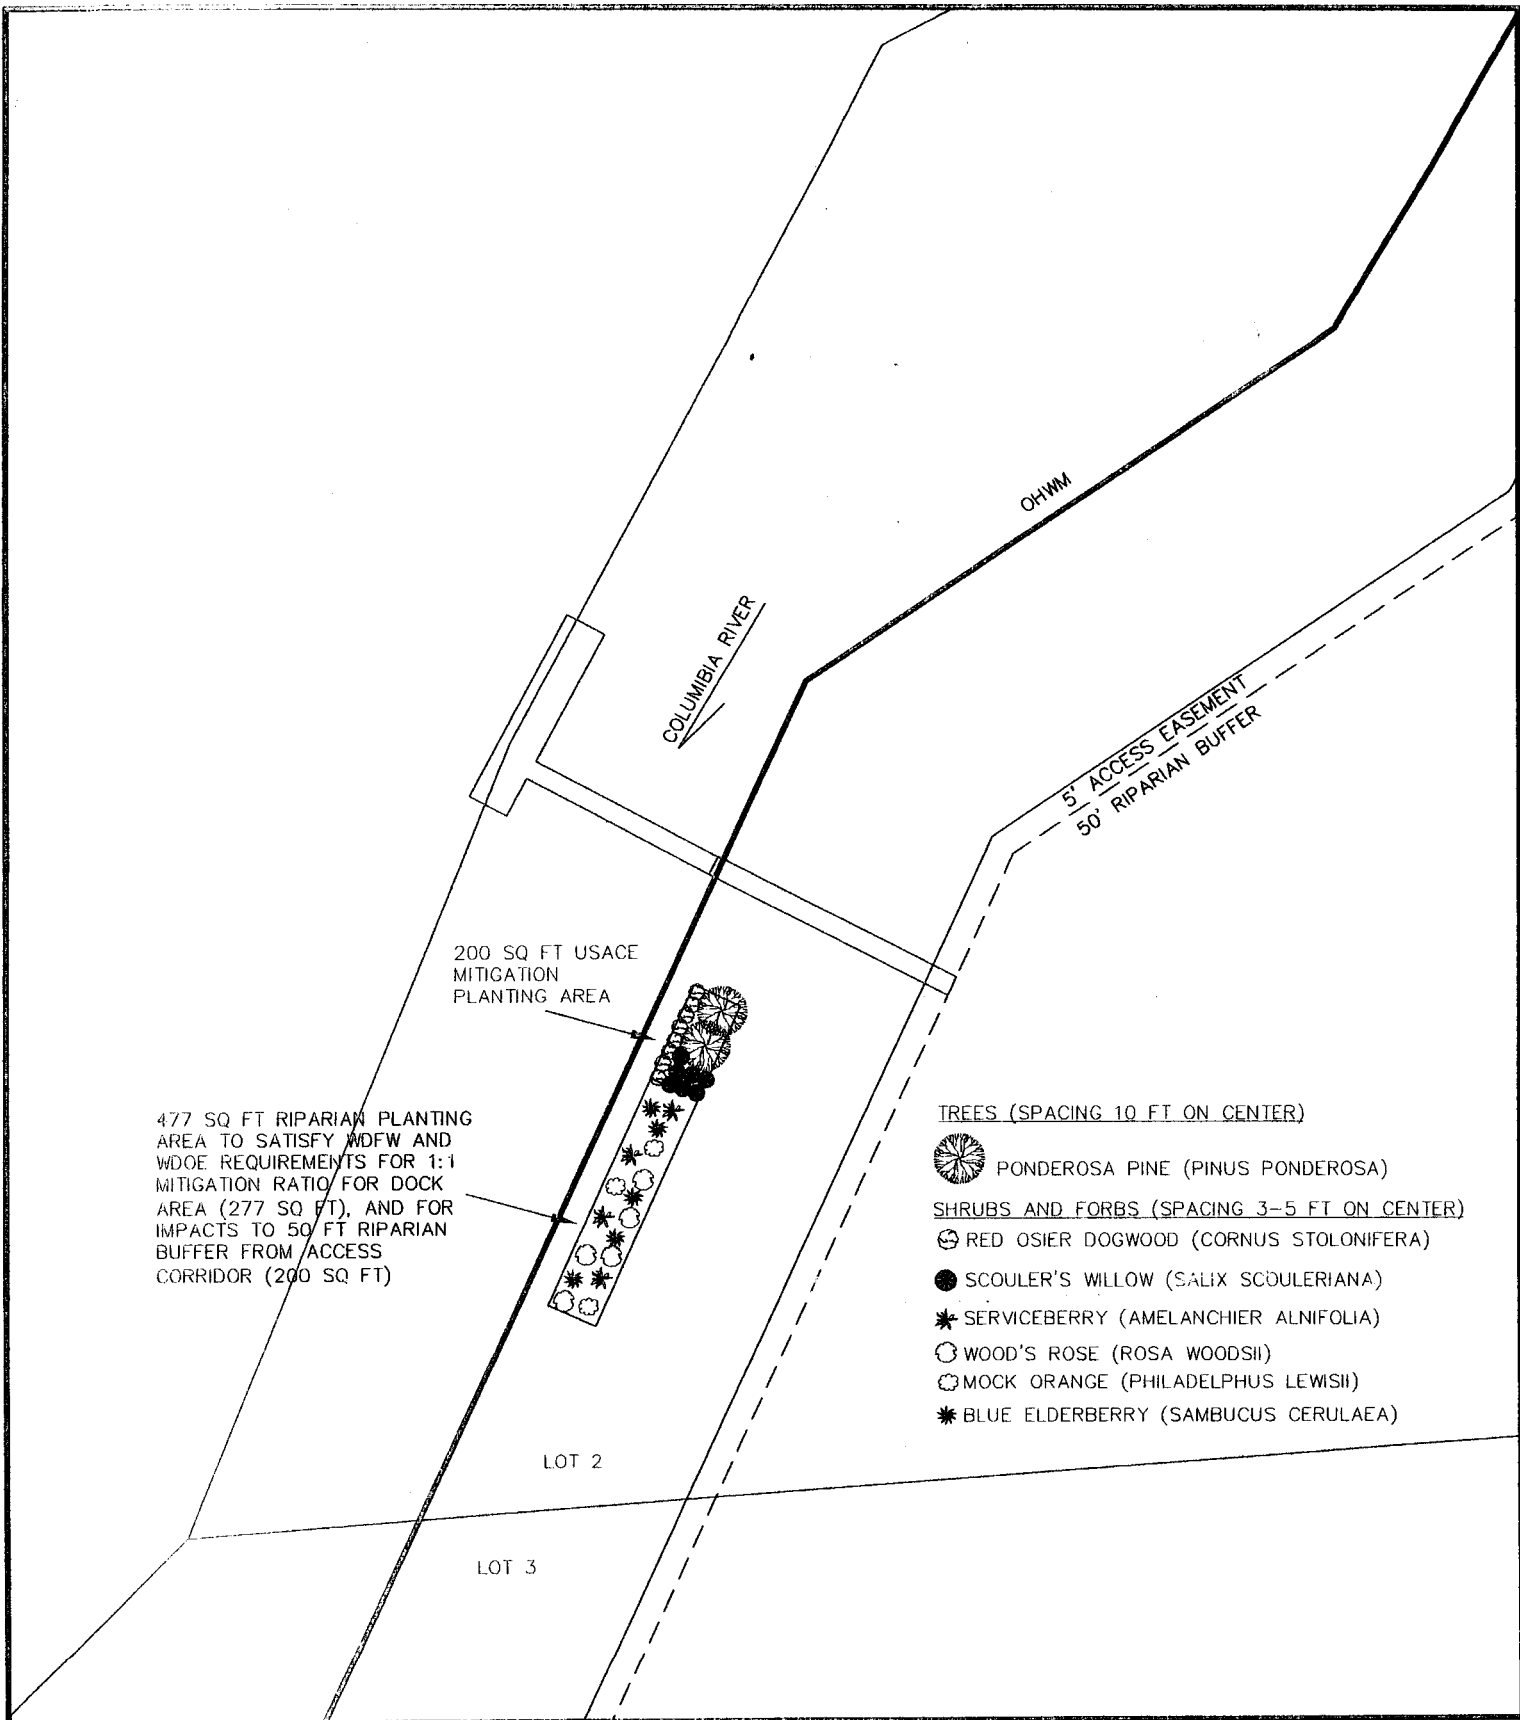 OHWM
COLUMIBIA RIVER
5' ACCESS EASEMENT
50' RIPARIAN BUFFER
200 SQ FT USACE
MITIGATION
PLANTING AREA
477 SQ FT RIPARIAN PLANTING
AREA TO SATISFY WDFW AND
WDOE REQUIREMENTS FOR 1:1
MITIGATION RATIO FOR DOCK
AREA (277 SQ FT), AND FOR
IMPACTS TO 50 FT RIPARIAN
BUFFER FROM ACCESS
CORRIDOR (200 SQ FT)
TREES (SPACING 10 FT ON CENTER)
PONDEROSA PINE (PINUS PONDEROSA)
SHRUBS AND FORBS (SPACING 3-5 FT ON CENTER)
RED OSIER DOGWOOD (CORNUS STOLONIFERA)
SCOULER'S WILLOW (SALIX SCOULERIANA)
SERVICEBERRY (AMELANCHIER ALNIFOLIA)
WOOD'S ROSE (ROSA WOODSII)
MOCK ORANGE (PHILADELPHUS LEWISII)
BLUE ELDERBERRY (SAMBUCUS CERULAEA)
LOT 2
LOT 3